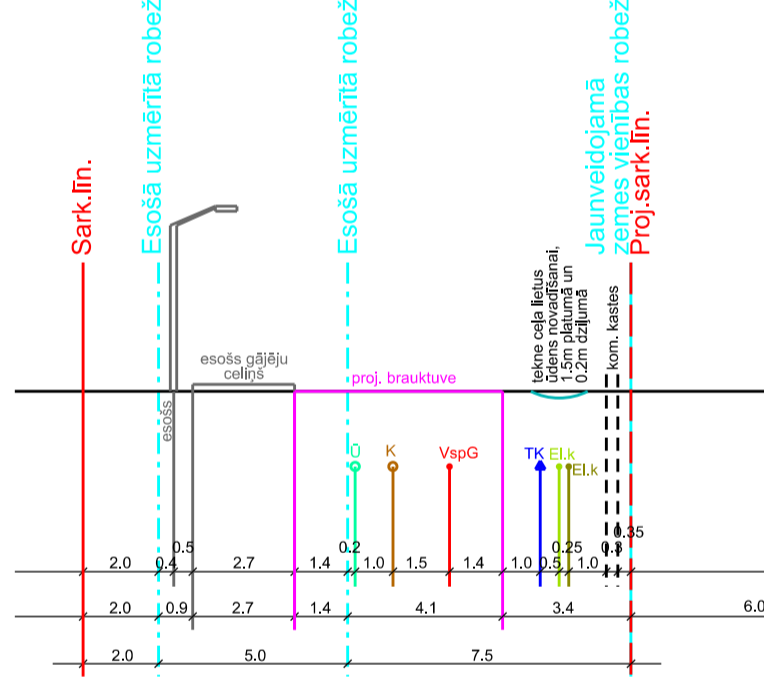 Sark.līn.
Esošā uzmērītā robež
Esošā uzmērītā robež
Jaunveidojamā
zemes vienības robež
Proj.sark.līn.
esošs
esošs gājēju
celiņš
proj. brauktuve
tekne ceļa lietus
ūdens novadīšanai,
1.5m platumā un
0.2m dziļumā
kom. kastes
Ū
K
VspG
TK
El.k
El.k
2.0
0.4
0.5
2.7
1.4
0.2
1.0
1.5
1.4
1.0
0.5
0.25
1.0
0.3
0.35
2.0
0.9
2.7
1.4
4.1
3.4
6.0
2.0
5.0
7.5